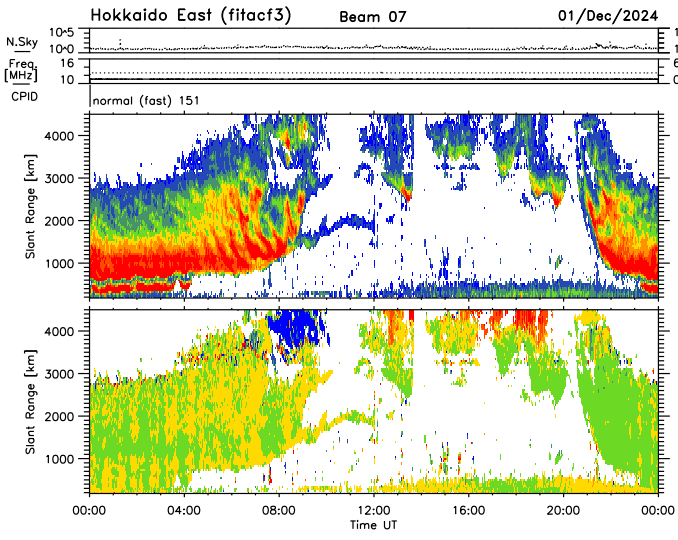 Hokkaido East (fitacf3) Beam 07 01/Dec/2024
10^5
N.Sky
10^0
Freq. 16 6
[MHz] 10 0
CPID
normal (fast) 151
4000
3000
2000
1000
Slant Range [km]
4000
3000
2000
1000
Slant Range [km]
00:00 04:00 08:00 12:00 16:00 20:00 00:00
Time UT